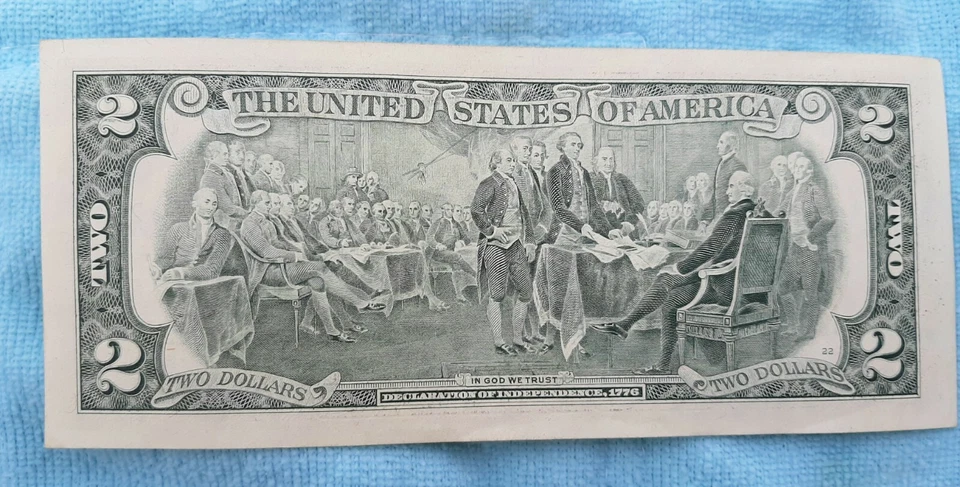 2 THE UNITED STATES OF AMERICA 2
TWO TWO
22
2 TWO DOLLARS IN GOD WE TRUST TWO DOLLARS 2
DECLARATION OF INDEPENDENCE, 1776